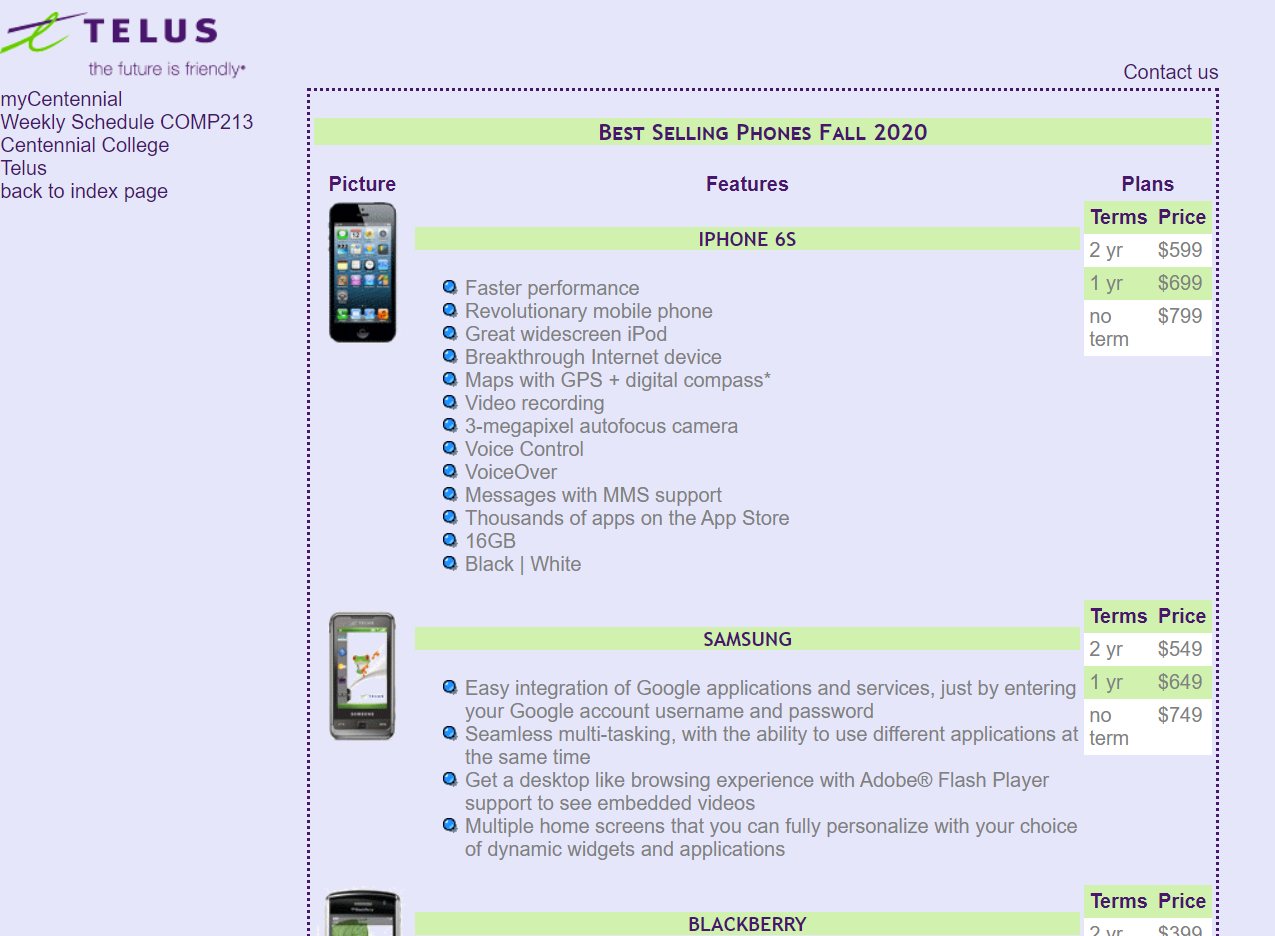 TELUS
the future is friendly*
Contact us
myCentennial
Weekly Schedule COMP213
Centennial College
Telus
back to index page
Best Selling Phones Fall 2020
Picture Features Plans
IPHONE 6S
Faster performance
Revolutionary mobile phone
Great widescreen iPod
Breakthrough Internet device
Maps with GPS + digital compass*
Video recording
3-megapixel autofocus camera
Voice Control
VoiceOver
Messages with MMS support
Thousands of apps on the App Store
16GB
Black | White
Terms Price
2 yr $599
1 yr $699
no $799
term
SAMSUNG
Easy integration of Google applications and services, just by entering
your Google account username and password
Seamless multi-tasking, with the ability to use different applications at
the same time
Get a desktop like browsing experience with Adobe® Flash Player
support to see embedded videos
Multiple home screens that you can fully personalize with your choice
of dynamic widgets and applications
Terms Price
2 yr $549
1 yr $649
no $749
term
TELUS
SAMSUNG
BLACKBERRY
Terms Price
2 yr $399